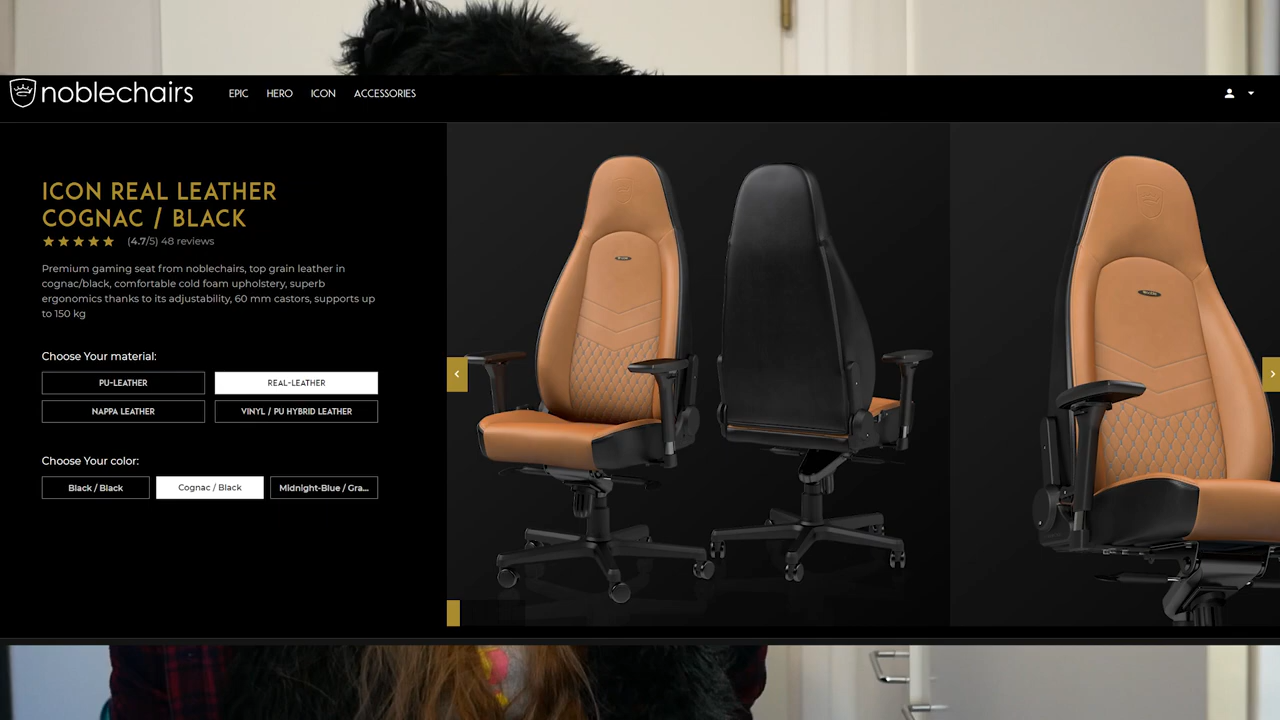 noblechairs
EPIC HERO ICON ACCESSORIES
ICON REAL LEATHER
COGNAC / BLACK
(4.7/5) 48 reviews
Premium gaming seat from noblechairs, top grain leather in
cognac/black, comfortable cold foam upholstery, superb
ergonomics thanks to its adjustability, 60 mm castors, supports up
to 150 kg
Choose Your material:
PU-LEATHER
REAL-LEATHER
NAPPA LEATHER
VINYL / PU HYBRID LEATHER
Choose Your color:
Black / Black
Cognac / Black
Midnight-Blue / Gra...